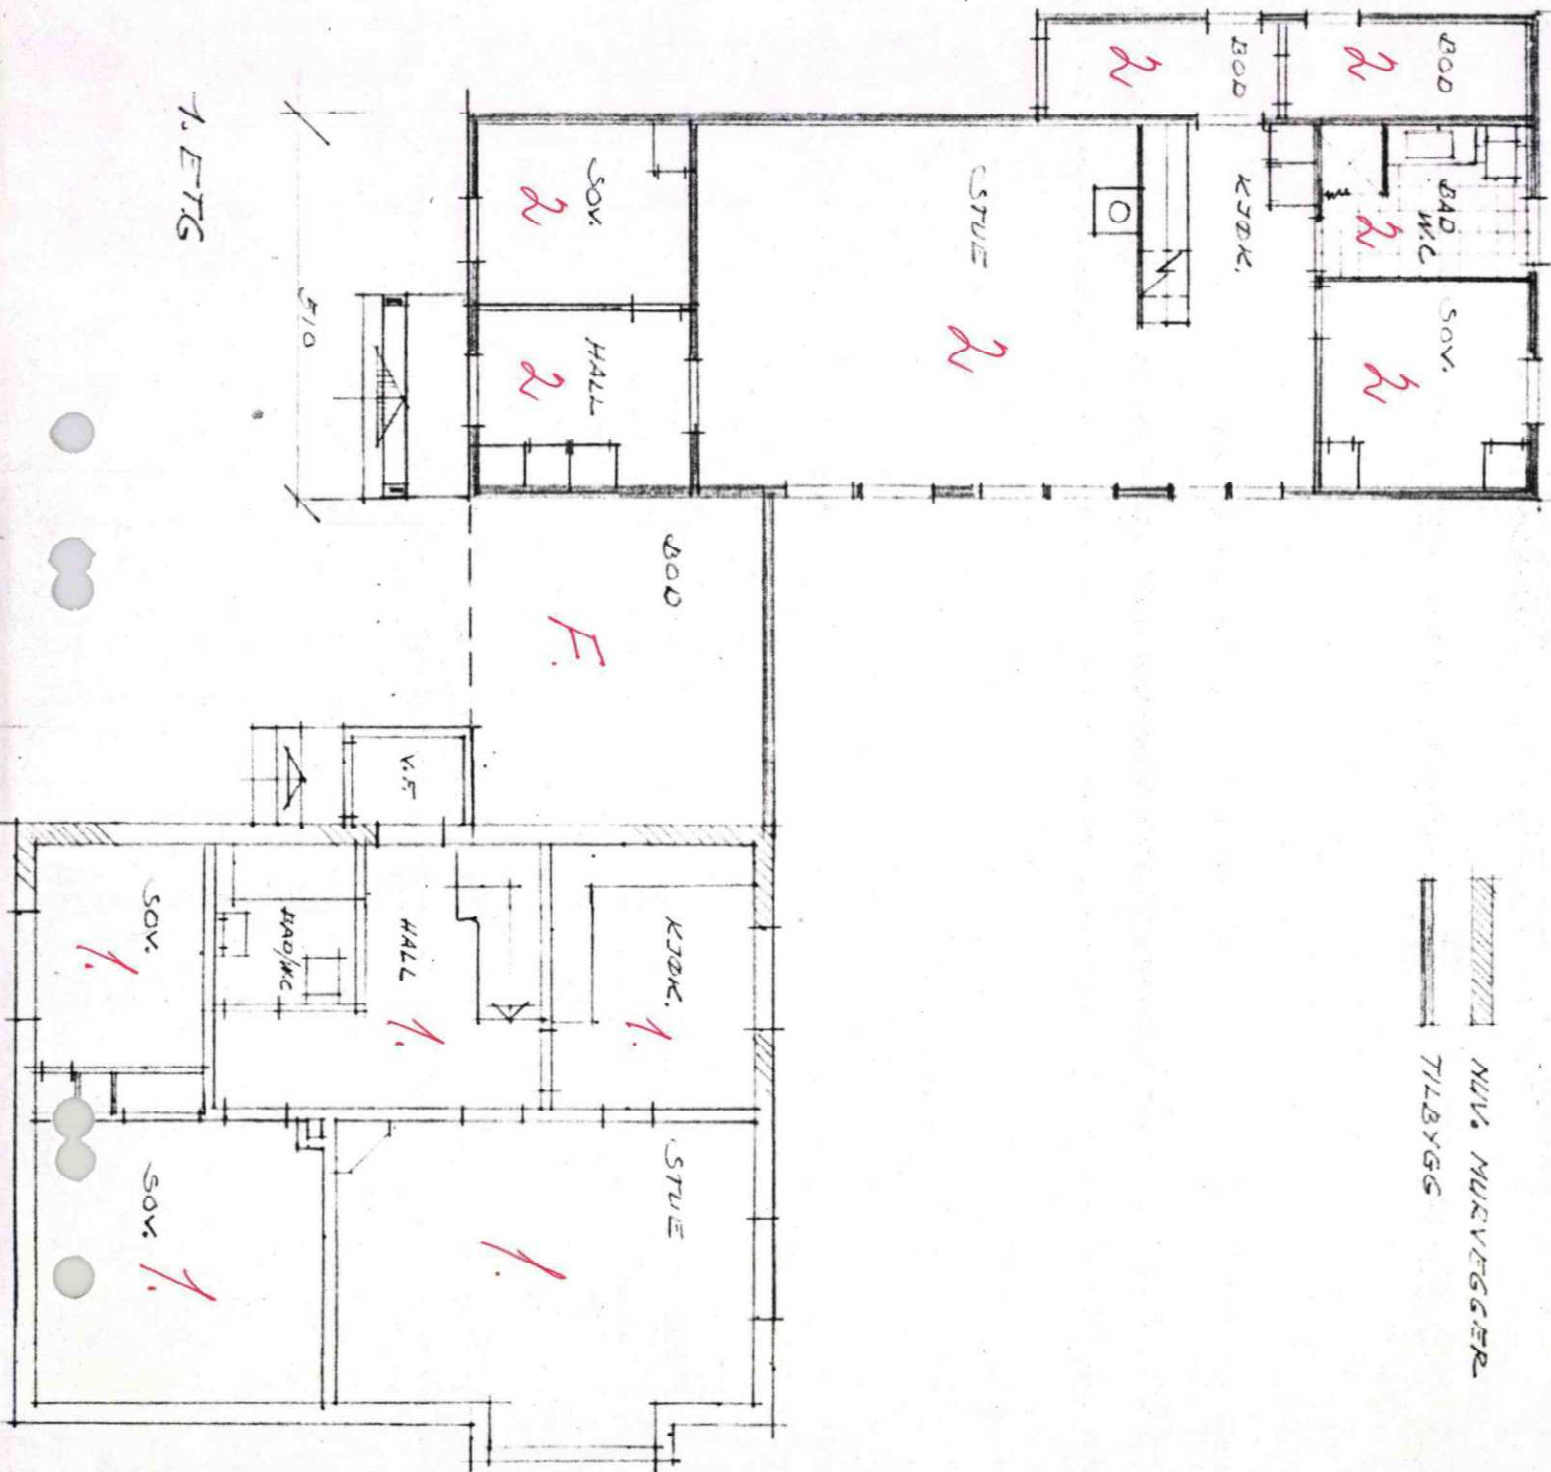 BOD
2
BOD
2
BAD
W.C.
2
KJØK.
SOV.
2
STUE
2
SOV.
2
HALL
2
1. ETG
510
BOD
F.
V.F.
KJØK.
1.
HALL
1.
BAD/W.C
SOV.
1.
STUE
1.
SOV.
1.
NUV. MURVEGGER
TILBYGG